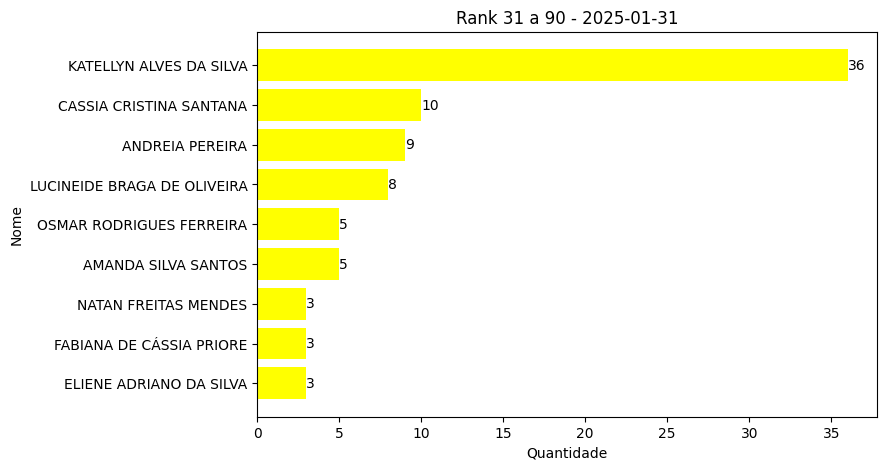 Rank 31 a 90 - 2025-01-31
KATELLYN ALVES DA SILVA 36
CASSIA CRISTINA SANTANA 10
ANDREIA PEREIRA 9
LUCINEIDE BRAGA DE OLIVEIRA 8
OSMAR RODRIGUES FERREIRA 5
AMANDA SILVA SANTOS 5
NATAN FREITAS MENDES 3
FABIANA DE CÁSSIA PRIORE 3
ELIENE ADRIANO DA SILVA 3
Nome
0 5 10 15 20 25 30 35
Quantidade